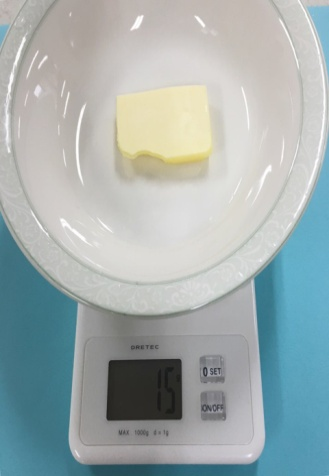 DRETEC
15
0 SET
ON/OFF
MAX 1000g d=1g